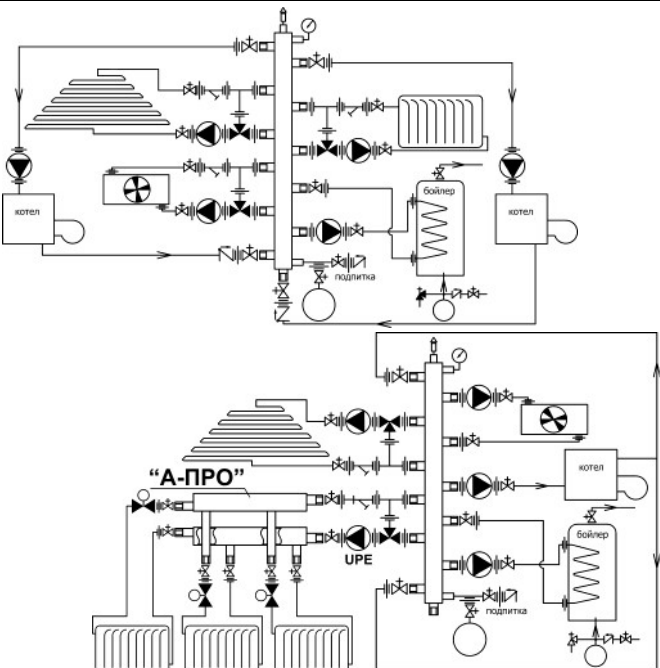 котел
бойлер
котел
подпитка
"А-ПРО"
котел
бойлер
UPE
подпитка